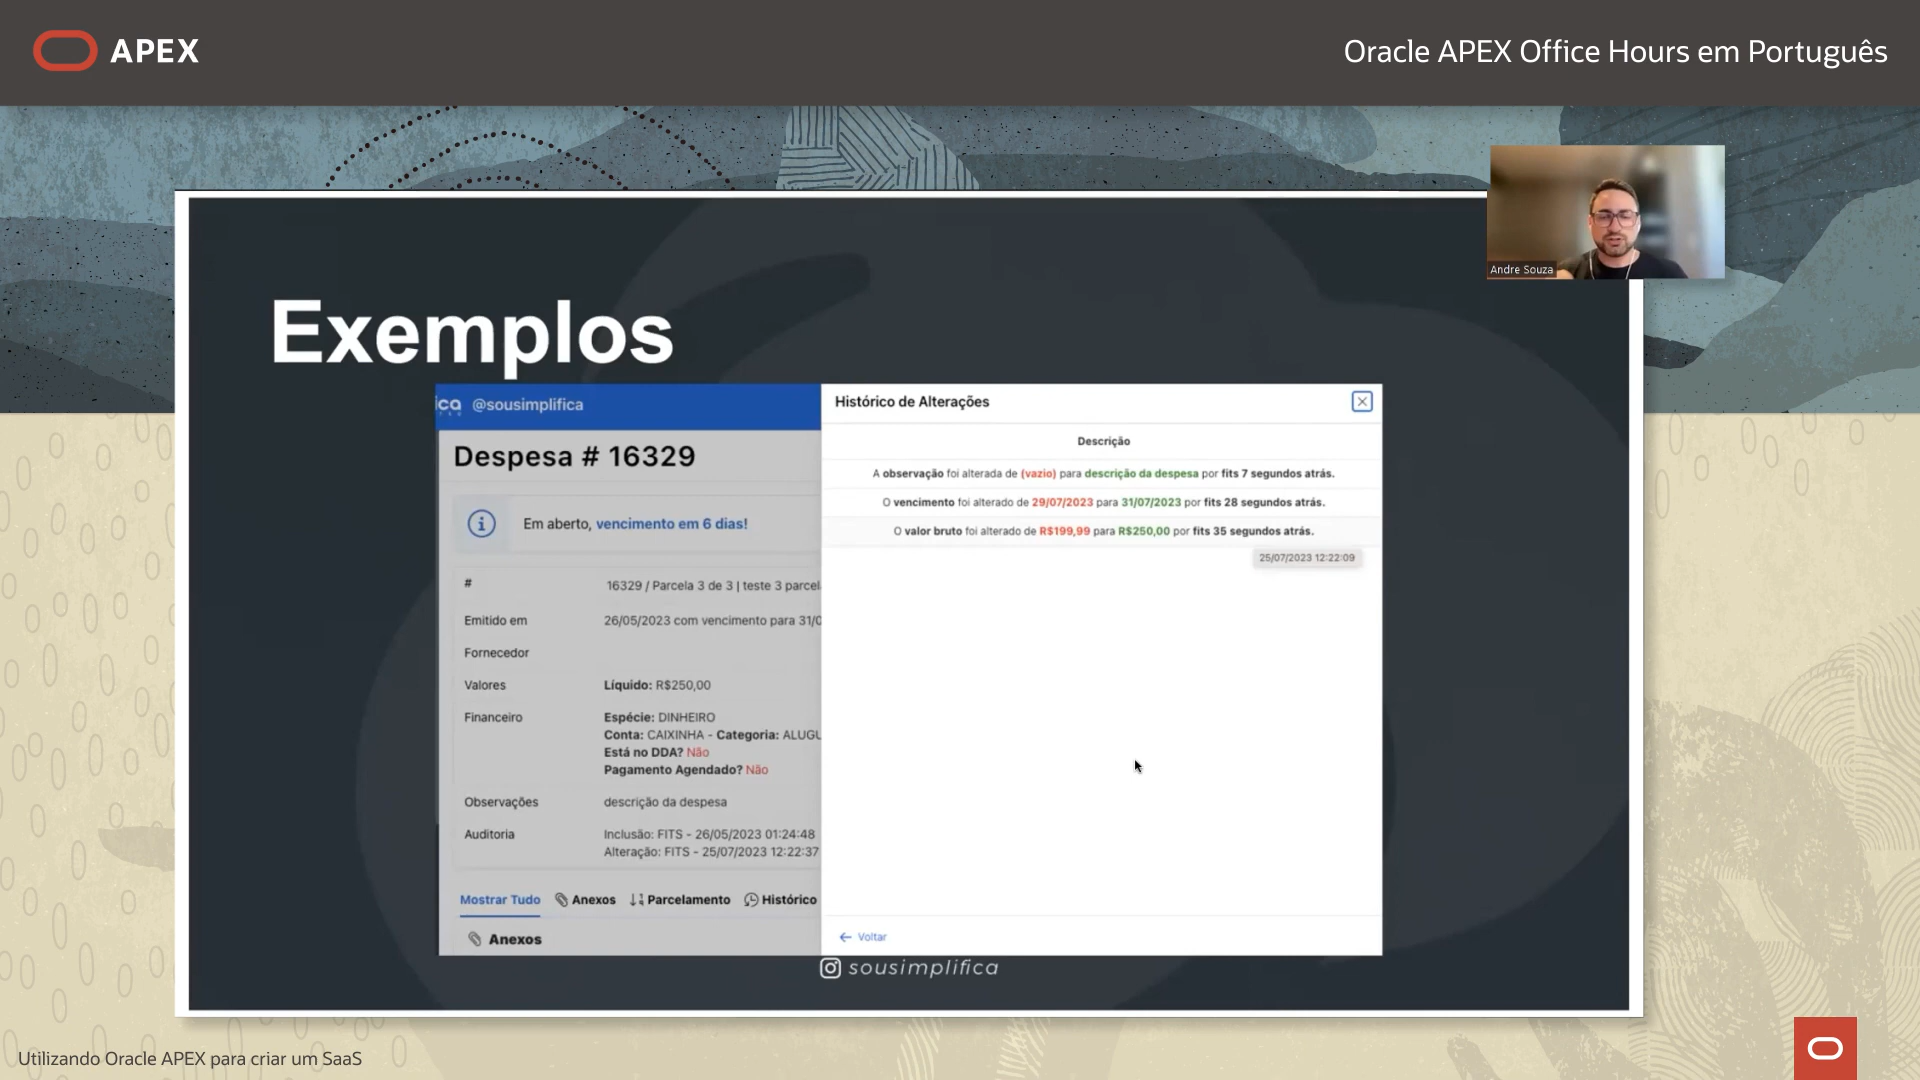 APEX
Oracle APEX Office Hours em Português
Andre Souza
Exemplos
ica @sousimplifica
Despesa # 16329
Em aberto, vencimento em 6 dias!
# 16329 / Parcela 3 de 3 | teste 3 parcel
Emitido em 26/05/2023 com vencimento para 31/0
Fornecedor
Valores Líquido: R$250,00
Financeiro Espécie: DINHEIRO
Conta: CAIXINHA - Categoria: ALUGU
Está no DDA? Não
Pagamento Agendado? Não
Observações descrição da despesa
Auditoria Inclusão: FITS - 26/05/2023 01:24:48
Alteração: FITS - 25/07/2023 12:22:37
Mostrar Tudo Anexos Parcelamento Histórico
Anexos
Histórico de Alterações
Descrição
A observação foi alterada de (vazio) para descrição da despesa por fits 7 segundos atrás.
O vencimento foi alterado de 29/07/2023 para 31/07/2023 por fits 28 segundos atrás.
O valor bruto foi alterado de R$199,99 para R$250,00 por fits 35 segundos atrás.
25/07/2023 12:22:09
Voltar
sousimplifica
Utilizando Oracle APEX para criar um SaaS